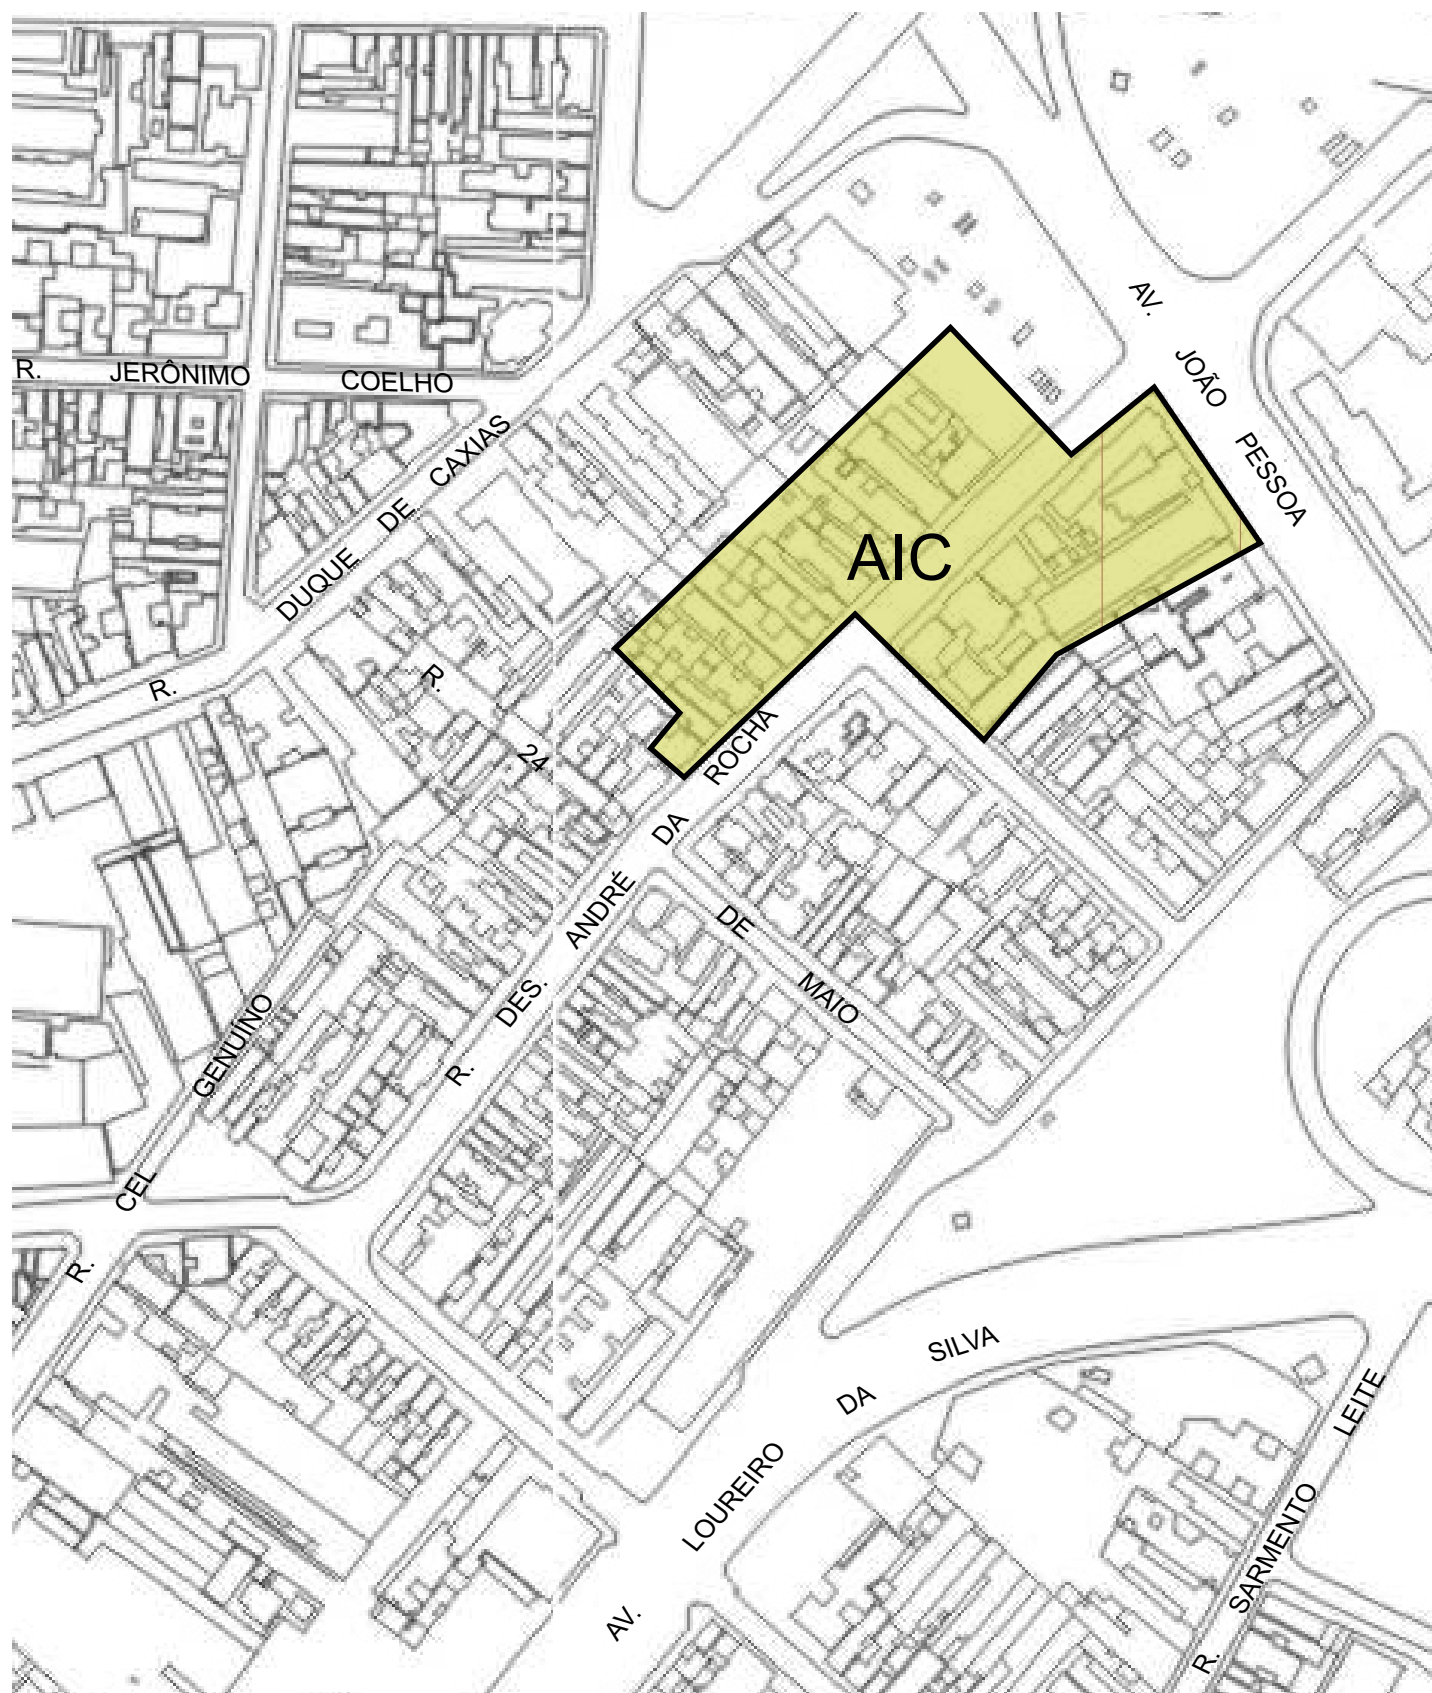 AV. JOÃO PESSOA
R. JERÔNIMO COELHO
R. DUQUE DE CAXIAS
AIC
R. 24 DE MAIO
R. DES. ANDRÉ DA ROCHA
R. CEL GENUÍNO
AV. LOUREIRO DA SILVA
R. SARMENTO LEITE